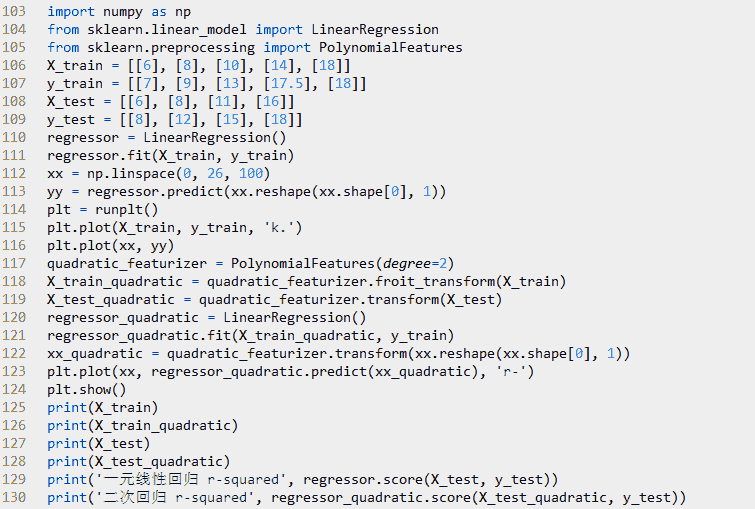 103 import numpy as np
104 from sklearn.linear_model import LinearRegression
105 from sklearn.preprocessing import PolynomialFeatures
106 X_train = [[6], [8], [10], [14], [18]]
107 y_train = [[7], [9], [13], [17.5], [18]]
108 X_test = [[6], [8], [11], [16]]
109 y_test = [[8], [12], [15], [18]]
110 regressor = LinearRegression()
111 regressor.fit(X_train, y_train)
112 xx = np.linspace(0, 26, 100)
113 yy = regressor.predict(xx.reshape(xx.shape[0], 1))
114 plt = runplt()
115 plt.plot(X_train, y_train, 'k.')
116 plt.plot(xx, yy)
117 quadratic_featurizer = PolynomialFeatures(degree=2)
118 X_train_quadratic = quadratic_featurizer.froit_transform(X_train)
119 X_test_quadratic = quadratic_featurizer.transform(X_test)
120 regressor_quadratic = LinearRegression()
121 regressor_quadratic.fit(X_train_quadratic, y_train)
122 xx_quadratic = quadratic_featurizer.transform(xx.reshape(xx.shape[0], 1))
123 plt.plot(xx, regressor_quadratic.predict(xx_quadratic), 'r-')
124 plt.show()
125 print(X_train)
126 print(X_train_quadratic)
127 print(X_test)
128 print(X_test_quadratic)
129 print('一元线性回归 r-squared', regressor.score(X_test, y_test))
130 print('二次回归 r-squared', regressor_quadratic.score(X_test_quadratic, y_test))